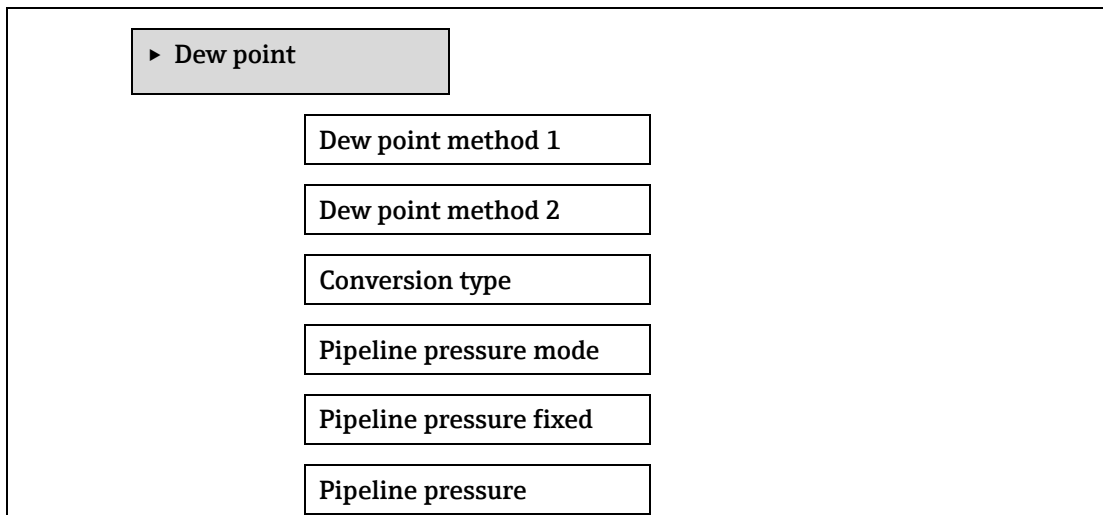 ▸ Dew point
Dew point method 1
Dew point method 2
Conversion type
Pipeline pressure mode
Pipeline pressure fixed
Pipeline pressure